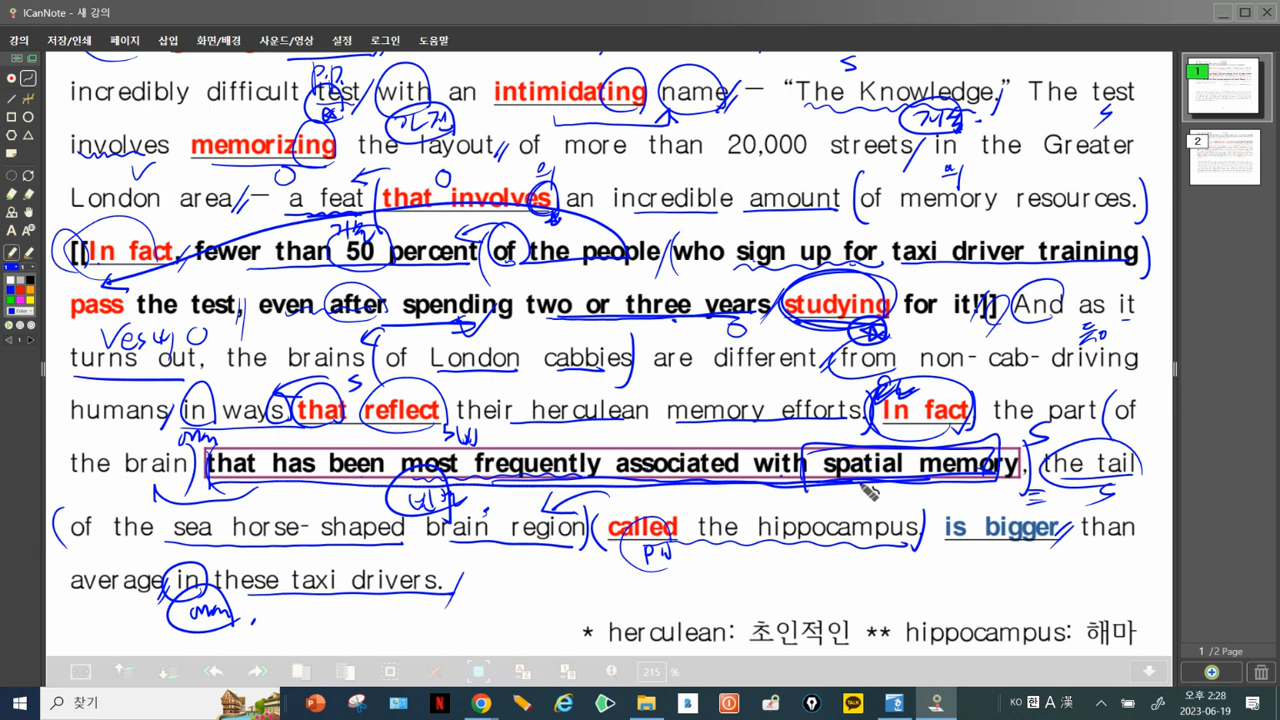 ICanNote - 새 강의
강의 저장/인쇄 페이지 삽입 화면/배경 사운드/영상 설정 로그인 도움말
incredibly difficult test with an intimidating name — “The Knowledge.” The test
involves memorizing the layout of more than 20,000 streets in the Greater
London area — a feat that involves an incredible amount of memory resources.
[[In fact, fewer than 50 percent of the people who sign up for taxi driver training
pass the test, even after spending two or three years studying for it!]] And as it
turns out, the brains of London cabbies are different from non-cab-driving
humans in ways that reflect their herculean memory efforts. In fact, the part of
the brain that has been most frequently associated with spatial memory, the tail
of the sea horse-shaped brain region called the hippocampus, is bigger than
average in these taxi drivers.
* herculean: 초인적인 ** hippocampus: 해마
P.P.
S
S
V
O
O
O
S
S
S
1
2
1 / 2 Page
215 %
찾기
KO 한 A 漢
오후 2:28
2023-06-19